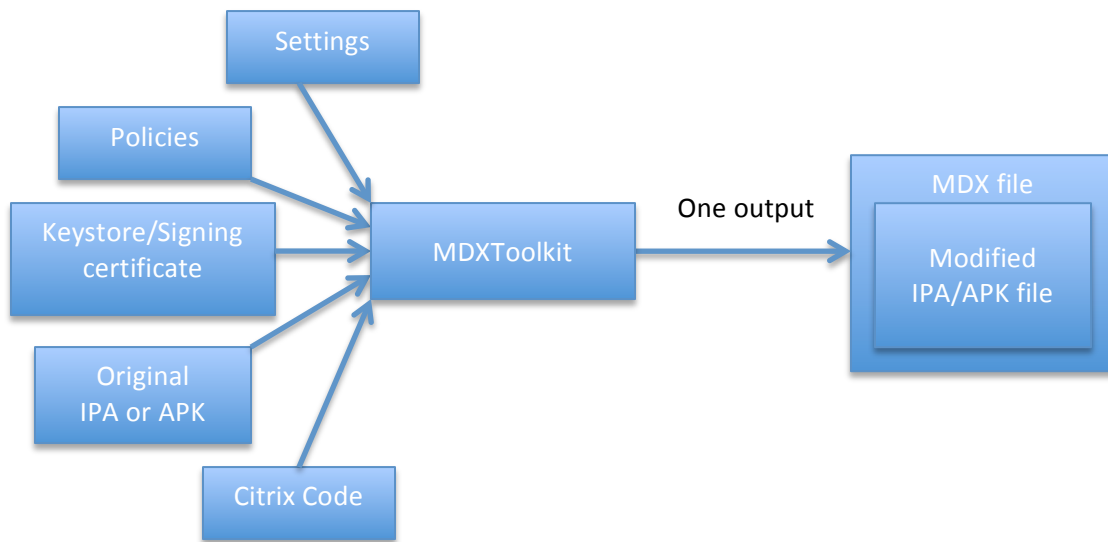 Settings
Policies
Keystore/Signing
certificate
Original
IPA or APK
Citrix Code
MDXToolkit
One output
MDX file
Modified
IPA/APK file